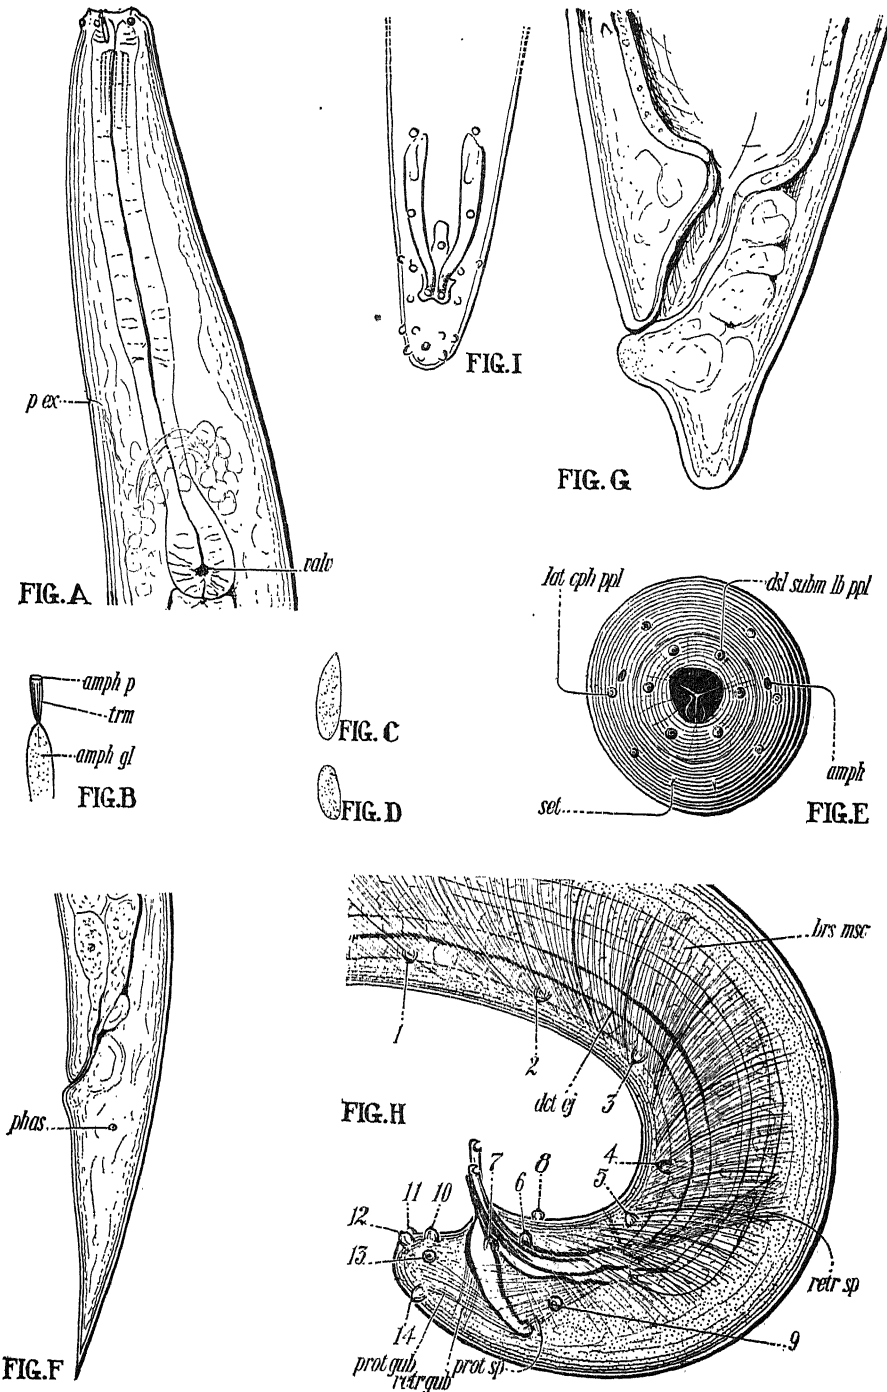 p ex
valv
FIG. A
FIG. I
FIG. G
amph p
trm
amph gl
FIG. B
FIG. C
FIG. D
lat cph ppl
dsl subm lb ppl
amph
set
FIG. E
phas.
FIG. F
brs msc
1
2
dct ej
3
FIG. H
4
5
6
7
8
11
10
12
13
14
prot gub
retr gub
prot sp
9
retr sp